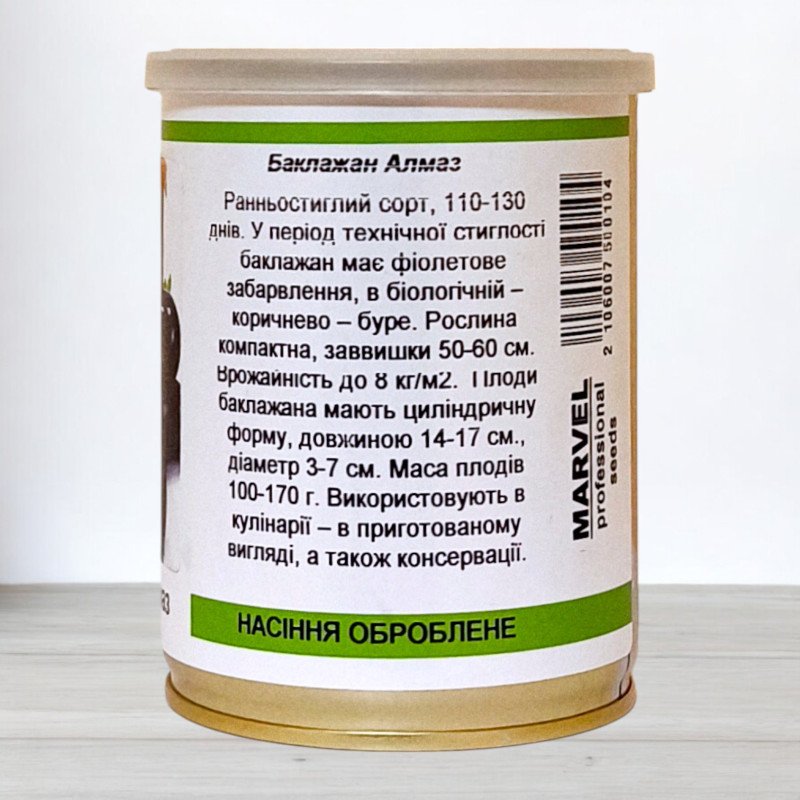 Баклажан Алмаз
Ранньостиглий сорт, 110-130
днів. У період технічної стиглості
баклажан має фіолетове
забарвлення, в біологічній –
коричнево – буре. Рослина
компактна, заввишки 50-60 см.
Врожайність до 8 кг/м2. Плоди
баклажана мають циліндричну
форму, довжиною 14-17 см.,
діаметр 3-7 см. Маса плодів
100-170 г. Використовують в
кулінарії – в приготованому
вигляді, а також консервації.
НАСІННЯ ОБРОБЛЕНЕ
2 106007 500104
MARVEL
professional
seeds